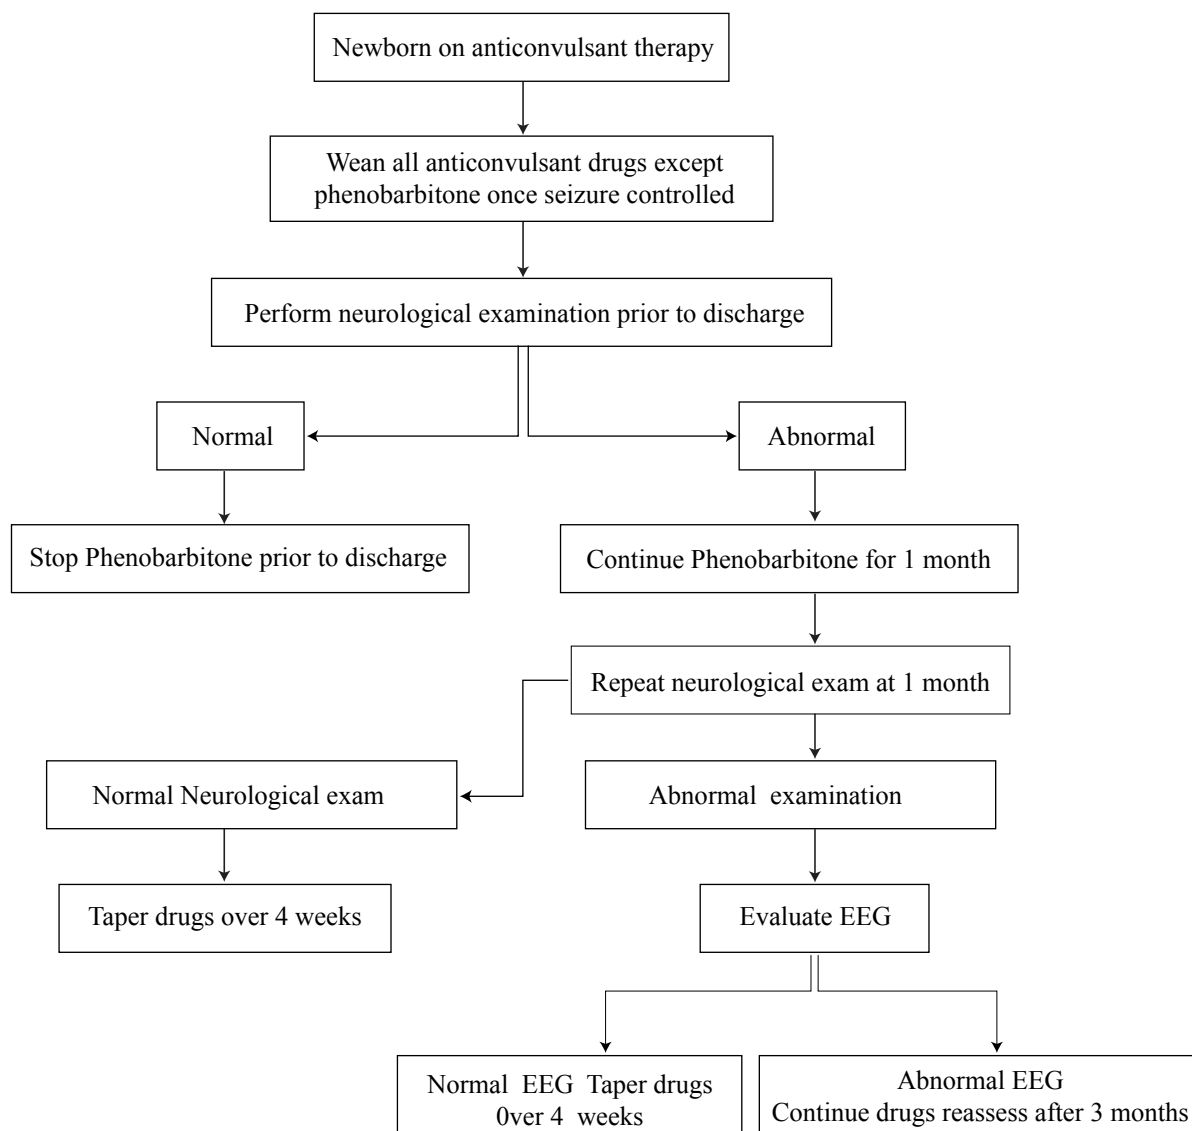 Newborn on anticonvulsant therapy
Wean all anticonvulsant drugs except
phenobarbitone once seizure controlled
Perform neurological examination prior to discharge
Normal
Abnormal
Stop Phenobarbitone prior to discharge
Continue Phenobarbitone for 1 month
Repeat neurological exam at 1 month
Normal Neurological exam
Abnormal examination
Taper drugs over 4 weeks
Evaluate EEG
Normal EEG Taper drugs
0ver 4 weeks
Abnormal EEG
Continue drugs reassess after 3 months